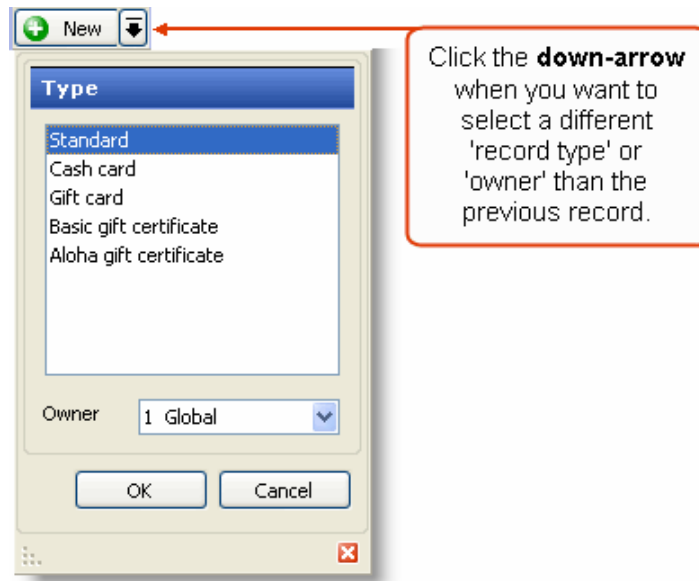 New
Click the down-arrow
when you want to
select a different
'record type' or
'owner' than the
previous record.
Type
Standard
Cash card
Gift card
Basic gift certificate
Aloha gift certificate
Owner 1 Global
OK Cancel